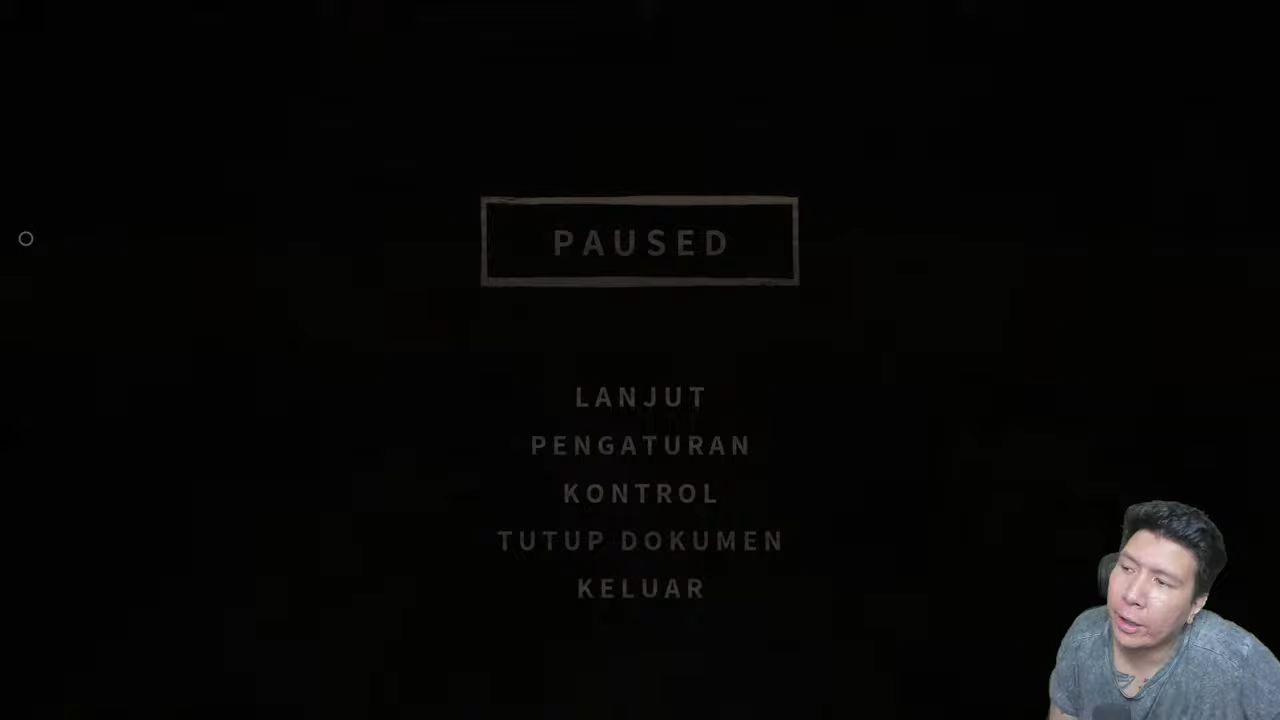 PAUSED
LANJUT
PENGATURAN
KONTROL
TUTUP DOKUMEN
KELUAR